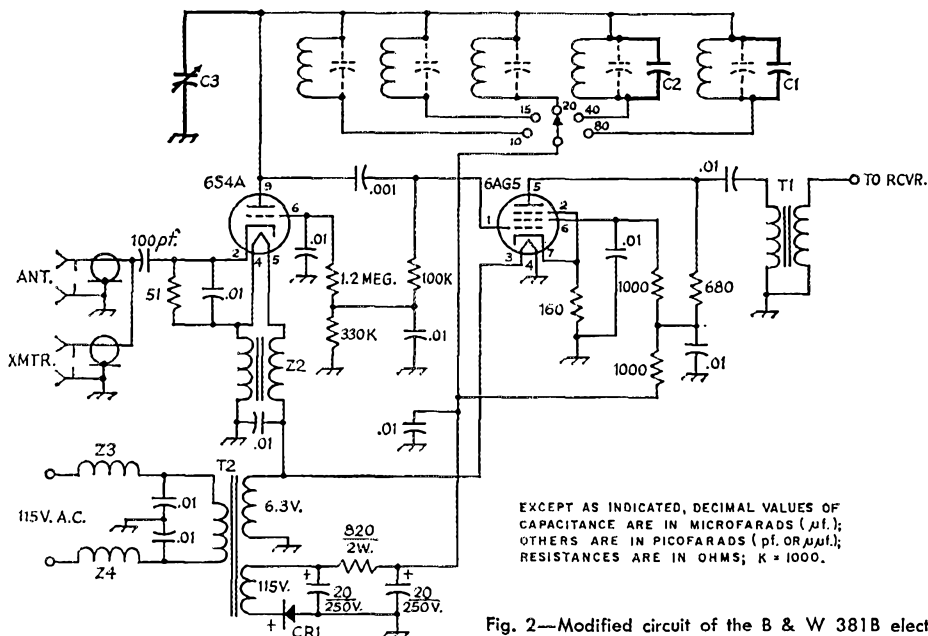 C3
C2
C1
15
20
40
10
80
6S4A
9
6
.001
6AG5
5
1
2
6
3
4
7
.01
T1
TO RCVR.
100pf.
ANT.
2
4
5
51
.01
.01
1.2 MEG.
100K
330K
.01
160
.01
1000
680
1000
.01
XMTR.
Z2
.01
.01
Z3
T2
.01
.01
115V. A.C.
6.3V.
Z4
820
2W.
115V.
+
20
250V.
+
20
250V.
+
CR1
EXCEPT AS INDICATED, DECIMAL VALUES OF
CAPACITANCE ARE IN MICROFARADS (µf.);
OTHERS ARE IN PICOFARADS (pf. OR µµf.);
RESISTANCES ARE IN OHMS; K = 1000.
Fig. 2—Modified circuit of the B & W 381B elect